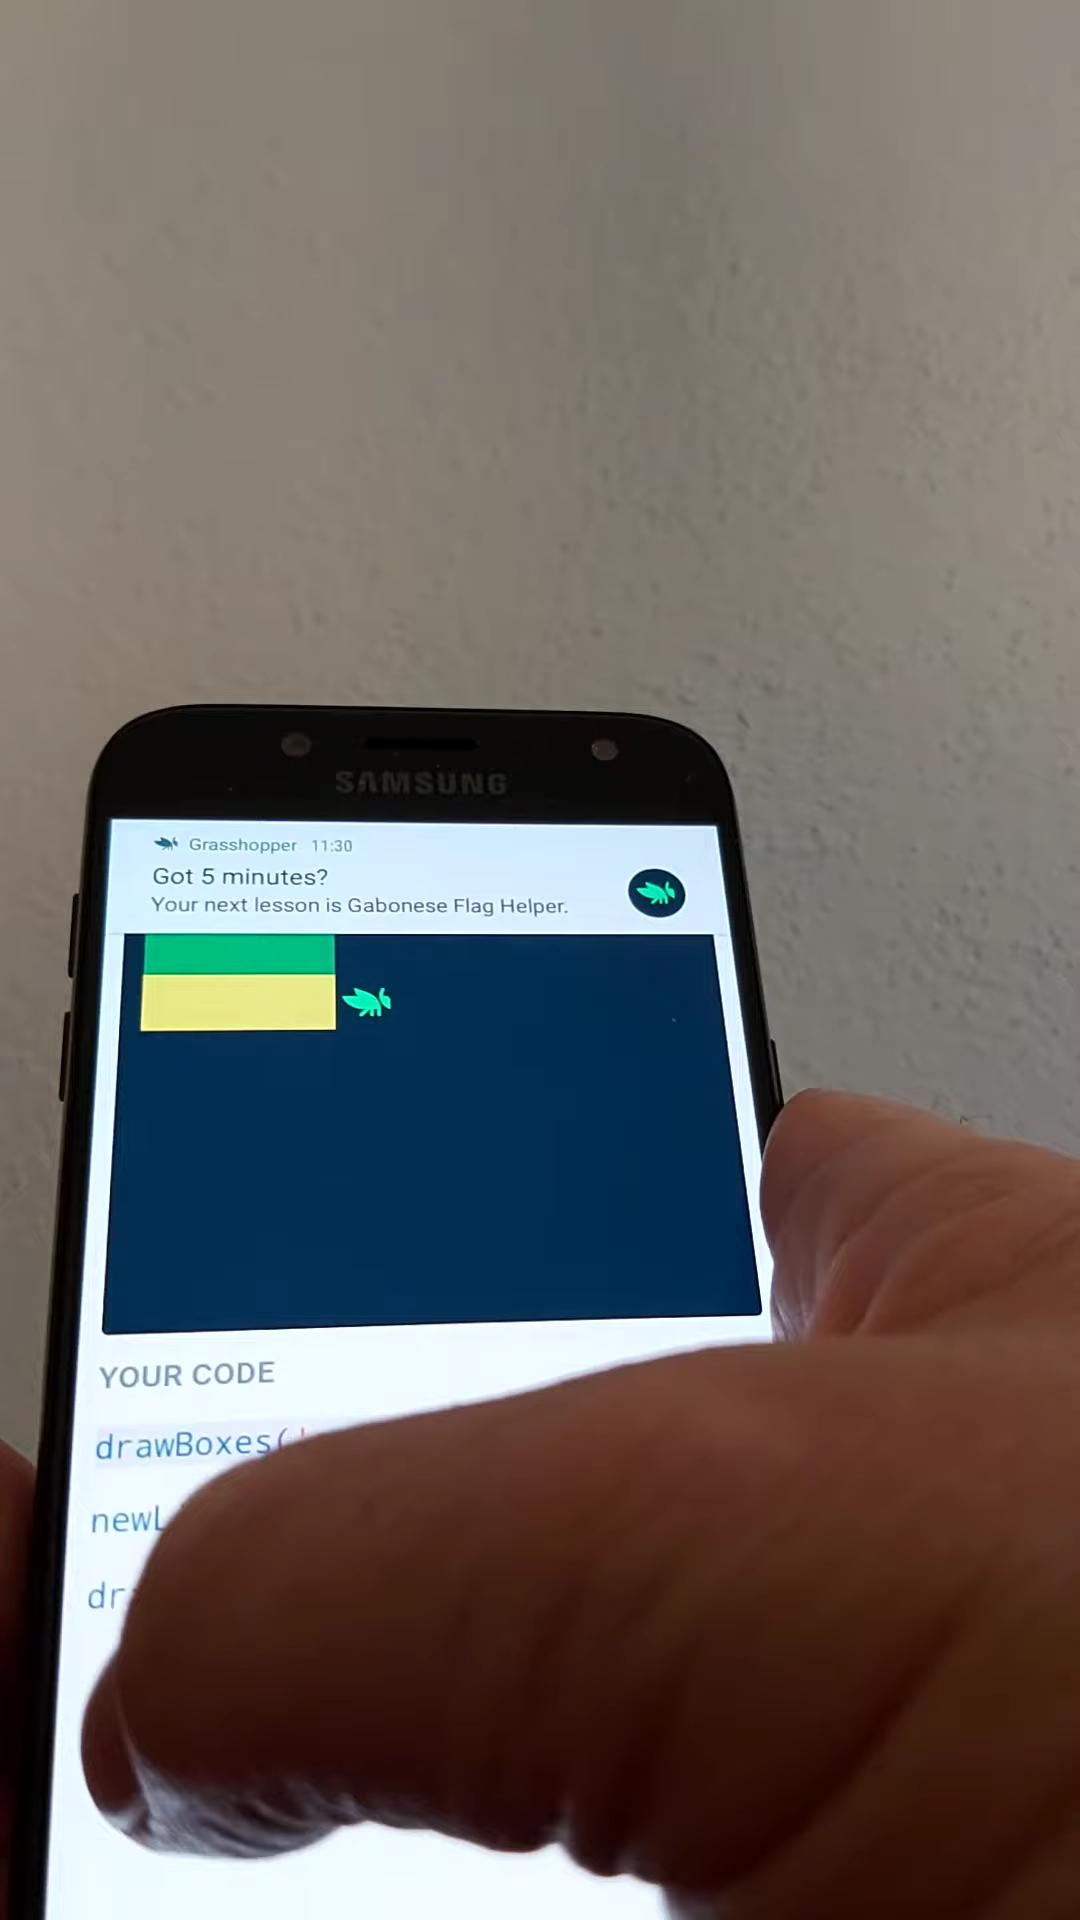 SAMSUNG
Grasshopper 11:30
Got 5 minutes?
Your next lesson is Gabonese Flag Helper.
YOUR CODE
drawBoxes('
newL
dr